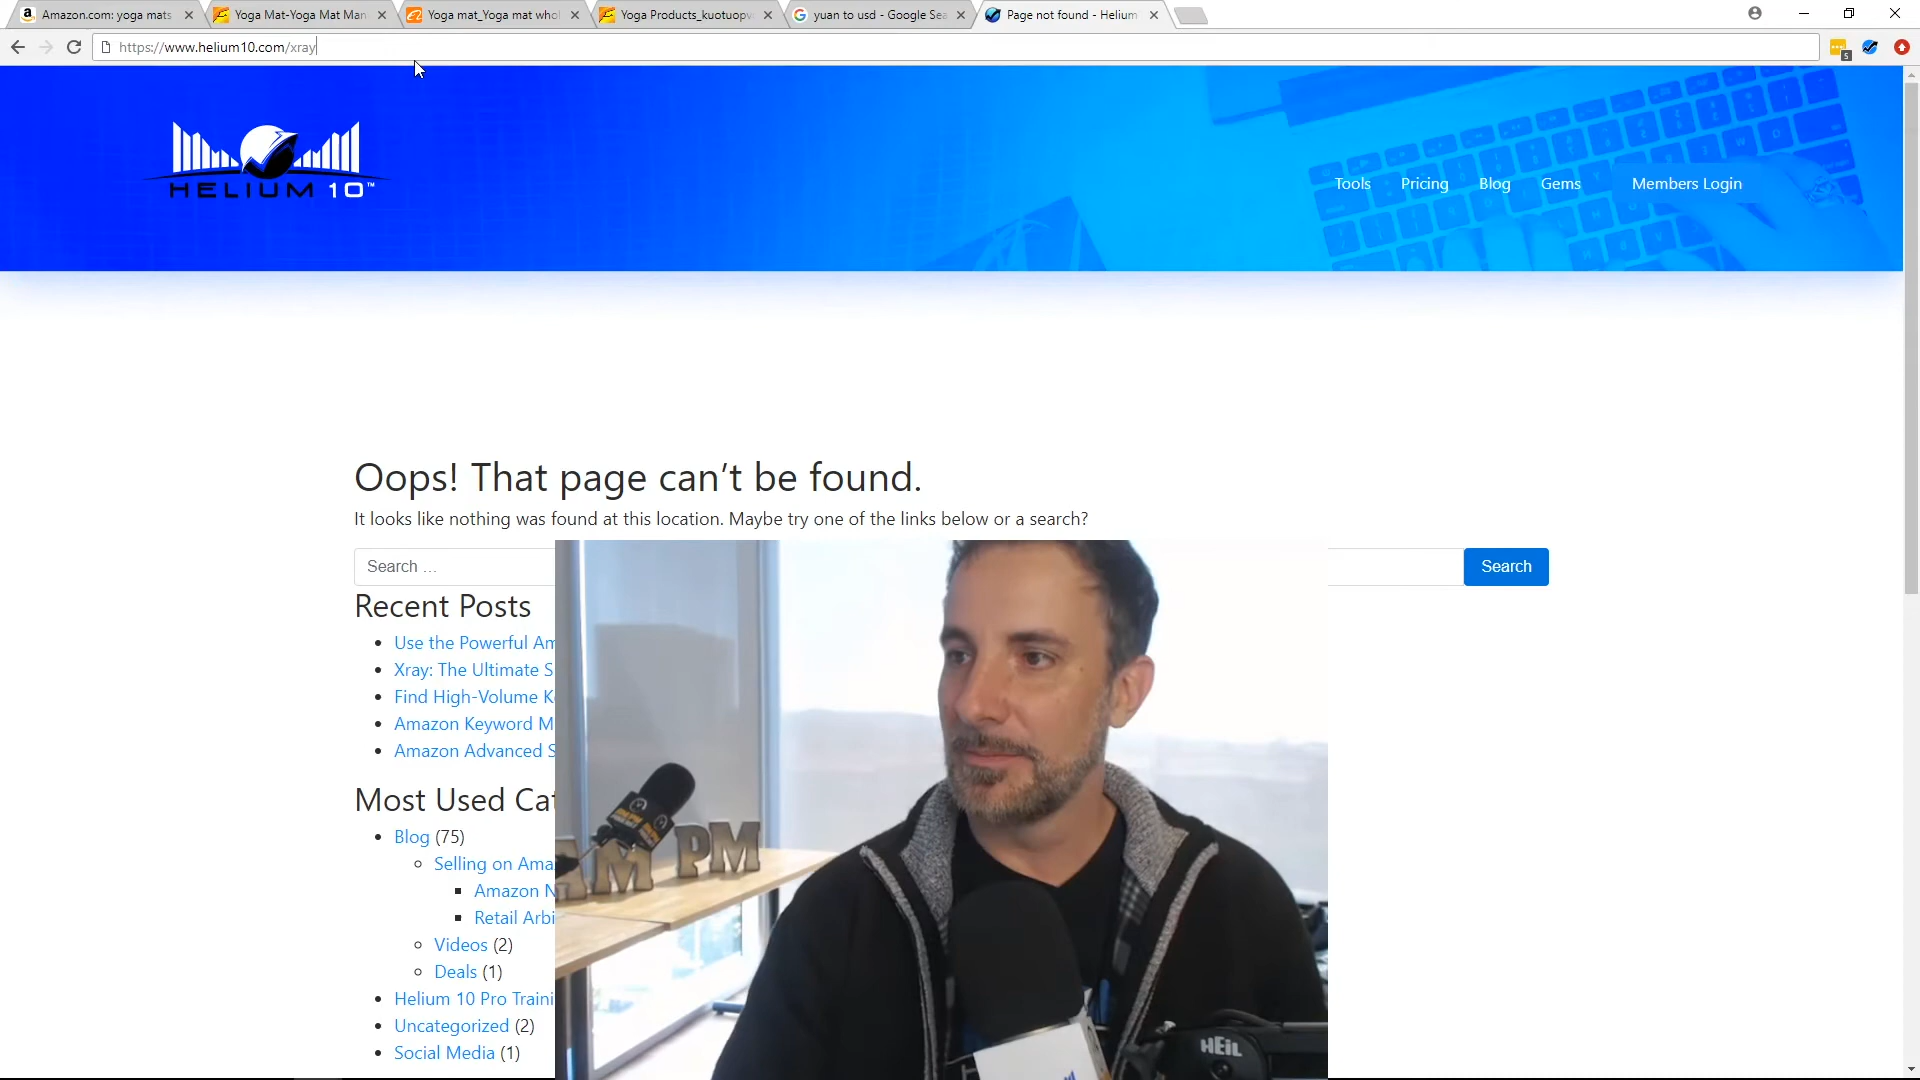 Amazon.com: yoga mats
Yoga Mat-Yoga Mat Man
Yoga mat_Yoga mat whol
Yoga Products_kuotuopv
yuan to usd - Google Sea
Page not found - Helium
https://www.helium10.com/xray
5
HELIUM 10™
Tools
Pricing
Blog
Gems
Members Login
Oops! That page can't be found.
It looks like nothing was found at this location. Maybe try one of the links below or a search?
Search …
Search
Recent Posts
Use the Powerful Am
Xray: The Ultimate S
Find High-Volume K
Amazon Keyword M
Amazon Advanced S
Most Used Cat
Blog (75)
Selling on Ama
Amazon N
Retail Arbi
Videos (2)
Deals (1)
Helium 10 Pro Traini
Uncategorized (2)
Social Media (1)
AM PM
HEIL